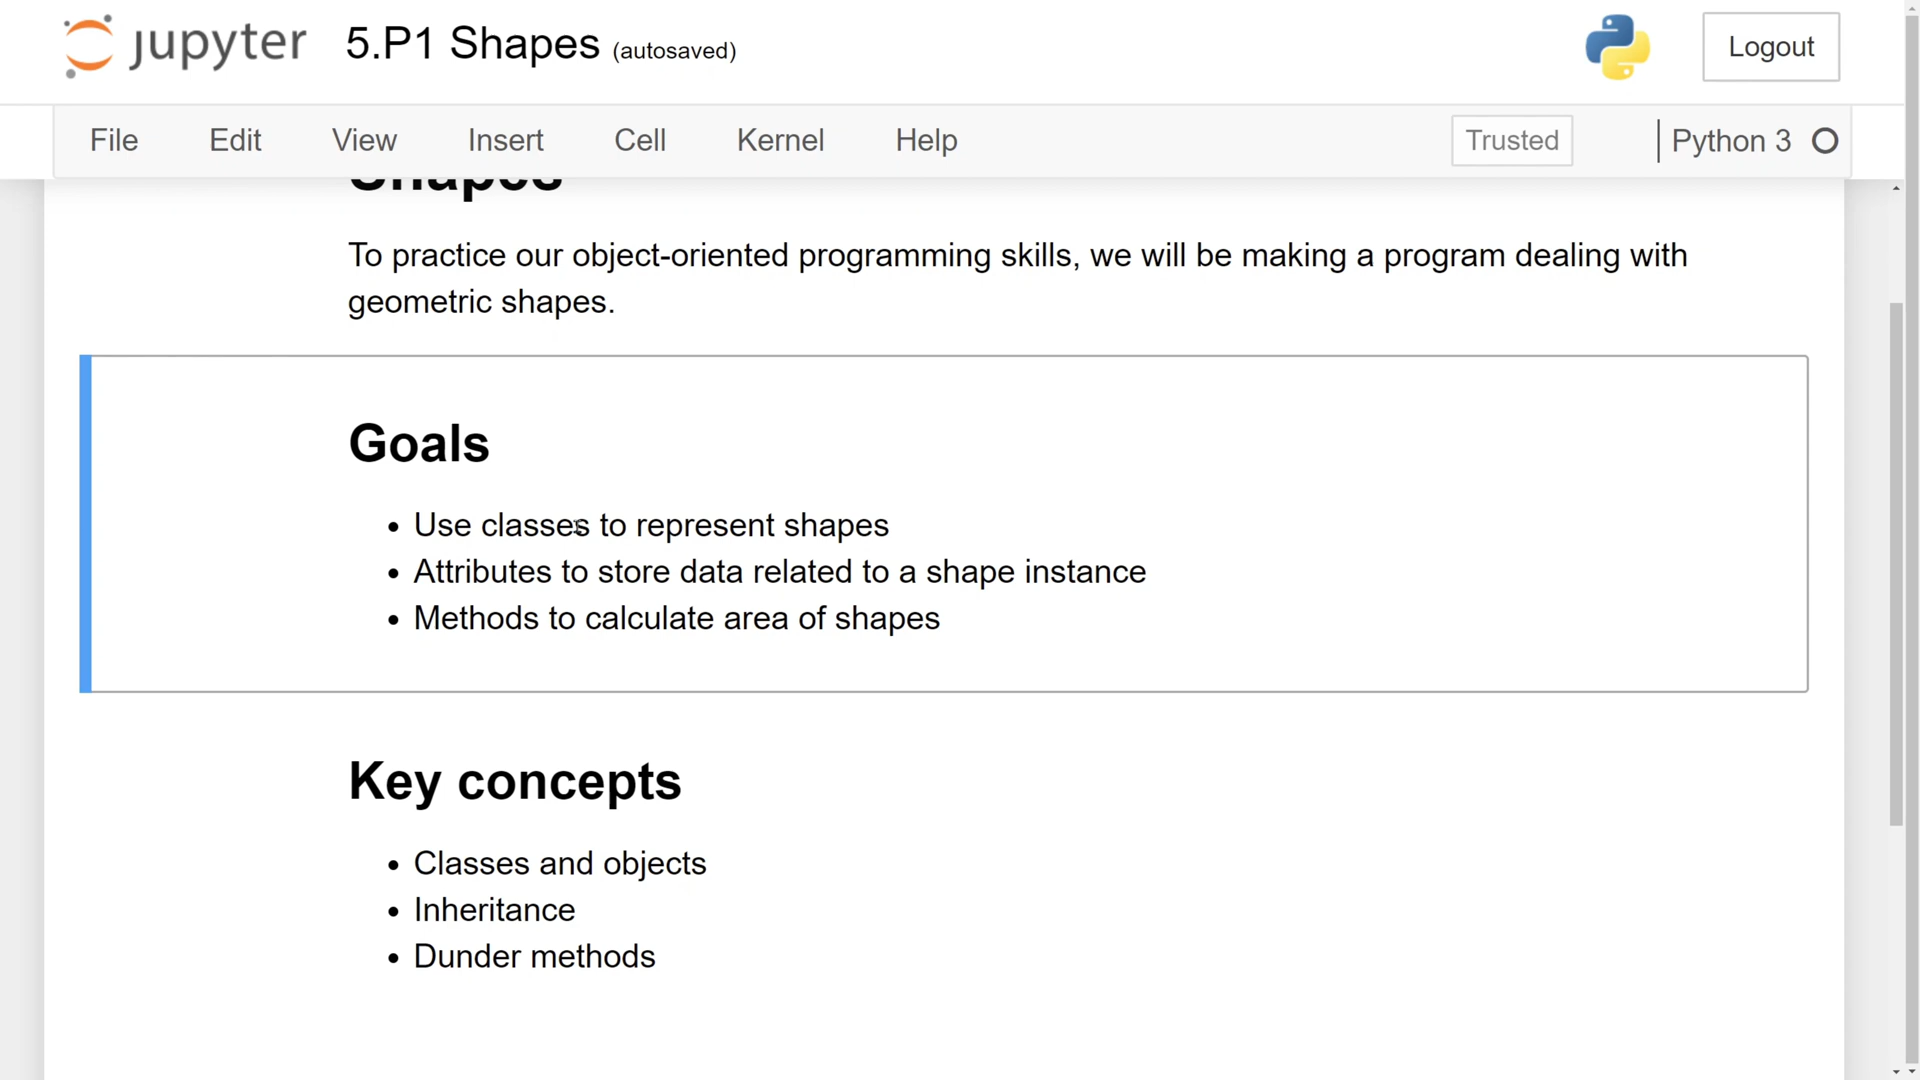 jupyter 5.P1 Shapes (autosaved) Logout
File Edit View Insert Cell Kernel Help Trusted Python 3
Shapes
To practice our object-oriented programming skills, we will be making a program dealing with
geometric shapes.
Goals
• Use classes to represent shapes
• Attributes to store data related to a shape instance
• Methods to calculate area of shapes
Key concepts
• Classes and objects
• Inheritance
• Dunder methods